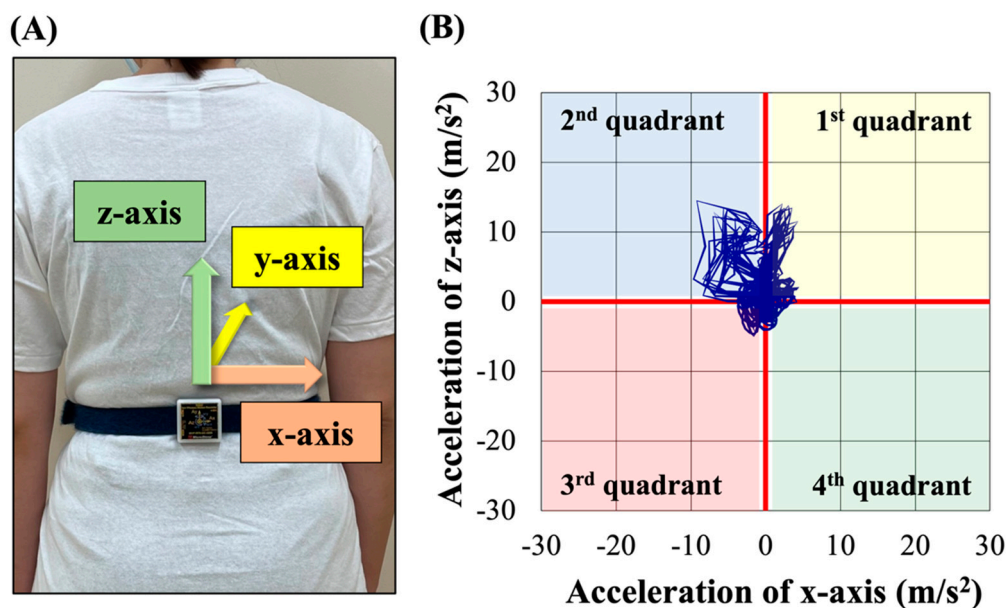 (A)
z-axis
y-axis
x-axis
(B)
Acceleration of z-axis (m/s²)
30
20
10
0
-10
-20
-30
2nd quadrant
1st quadrant
3rd quadrant
4th quadrant
-30 -20 -10 0 10 20 30
Acceleration of x-axis (m/s²)